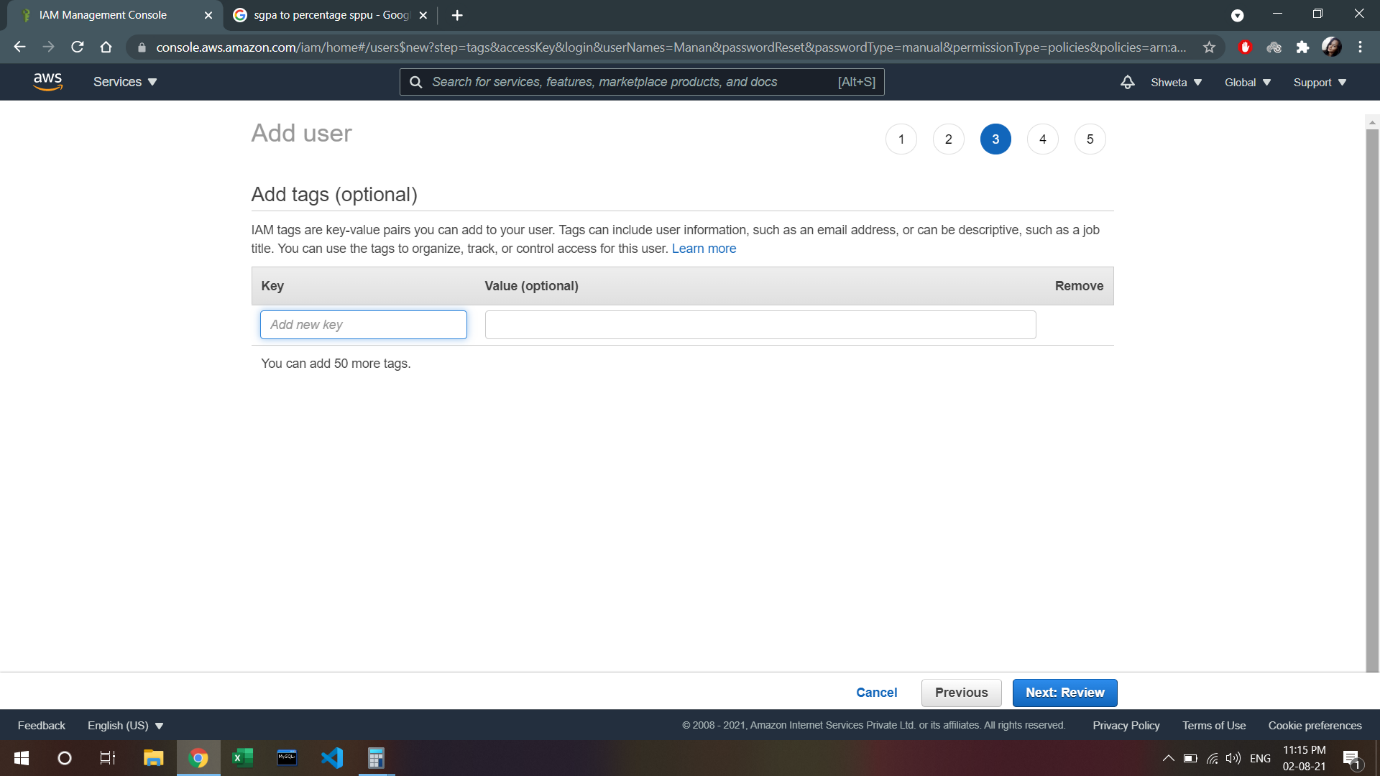 IAM Management Console
sgpa to percentage sppu - Goog
console.aws.amazon.com/iam/home#/users$new?step=tags&accessKey&login&userNames=Manan&passwordReset&passwordType=manual&permissionType=policies&policies=arn:a...
aws
Services
Search for services, features, marketplace products, and docs
[Alt+S]
Shweta
Global
Support
Add user
1 2 3 4 5
Add tags (optional)
IAM tags are key-value pairs you can add to your user. Tags can include user information, such as an email address, or can be descriptive, such as a job
title. You can use the tags to organize, track, or control access for this user. Learn more
Key Value (optional) Remove
Add new key
You can add 50 more tags.
Cancel Previous Next: Review
Feedback English (US) © 2008 - 2021, Amazon Internet Services Private Ltd. or its affiliates. All rights reserved. Privacy Policy Terms of Use Cookie preferences
MySQL
ENG
11:15 PM
02-08-21
1